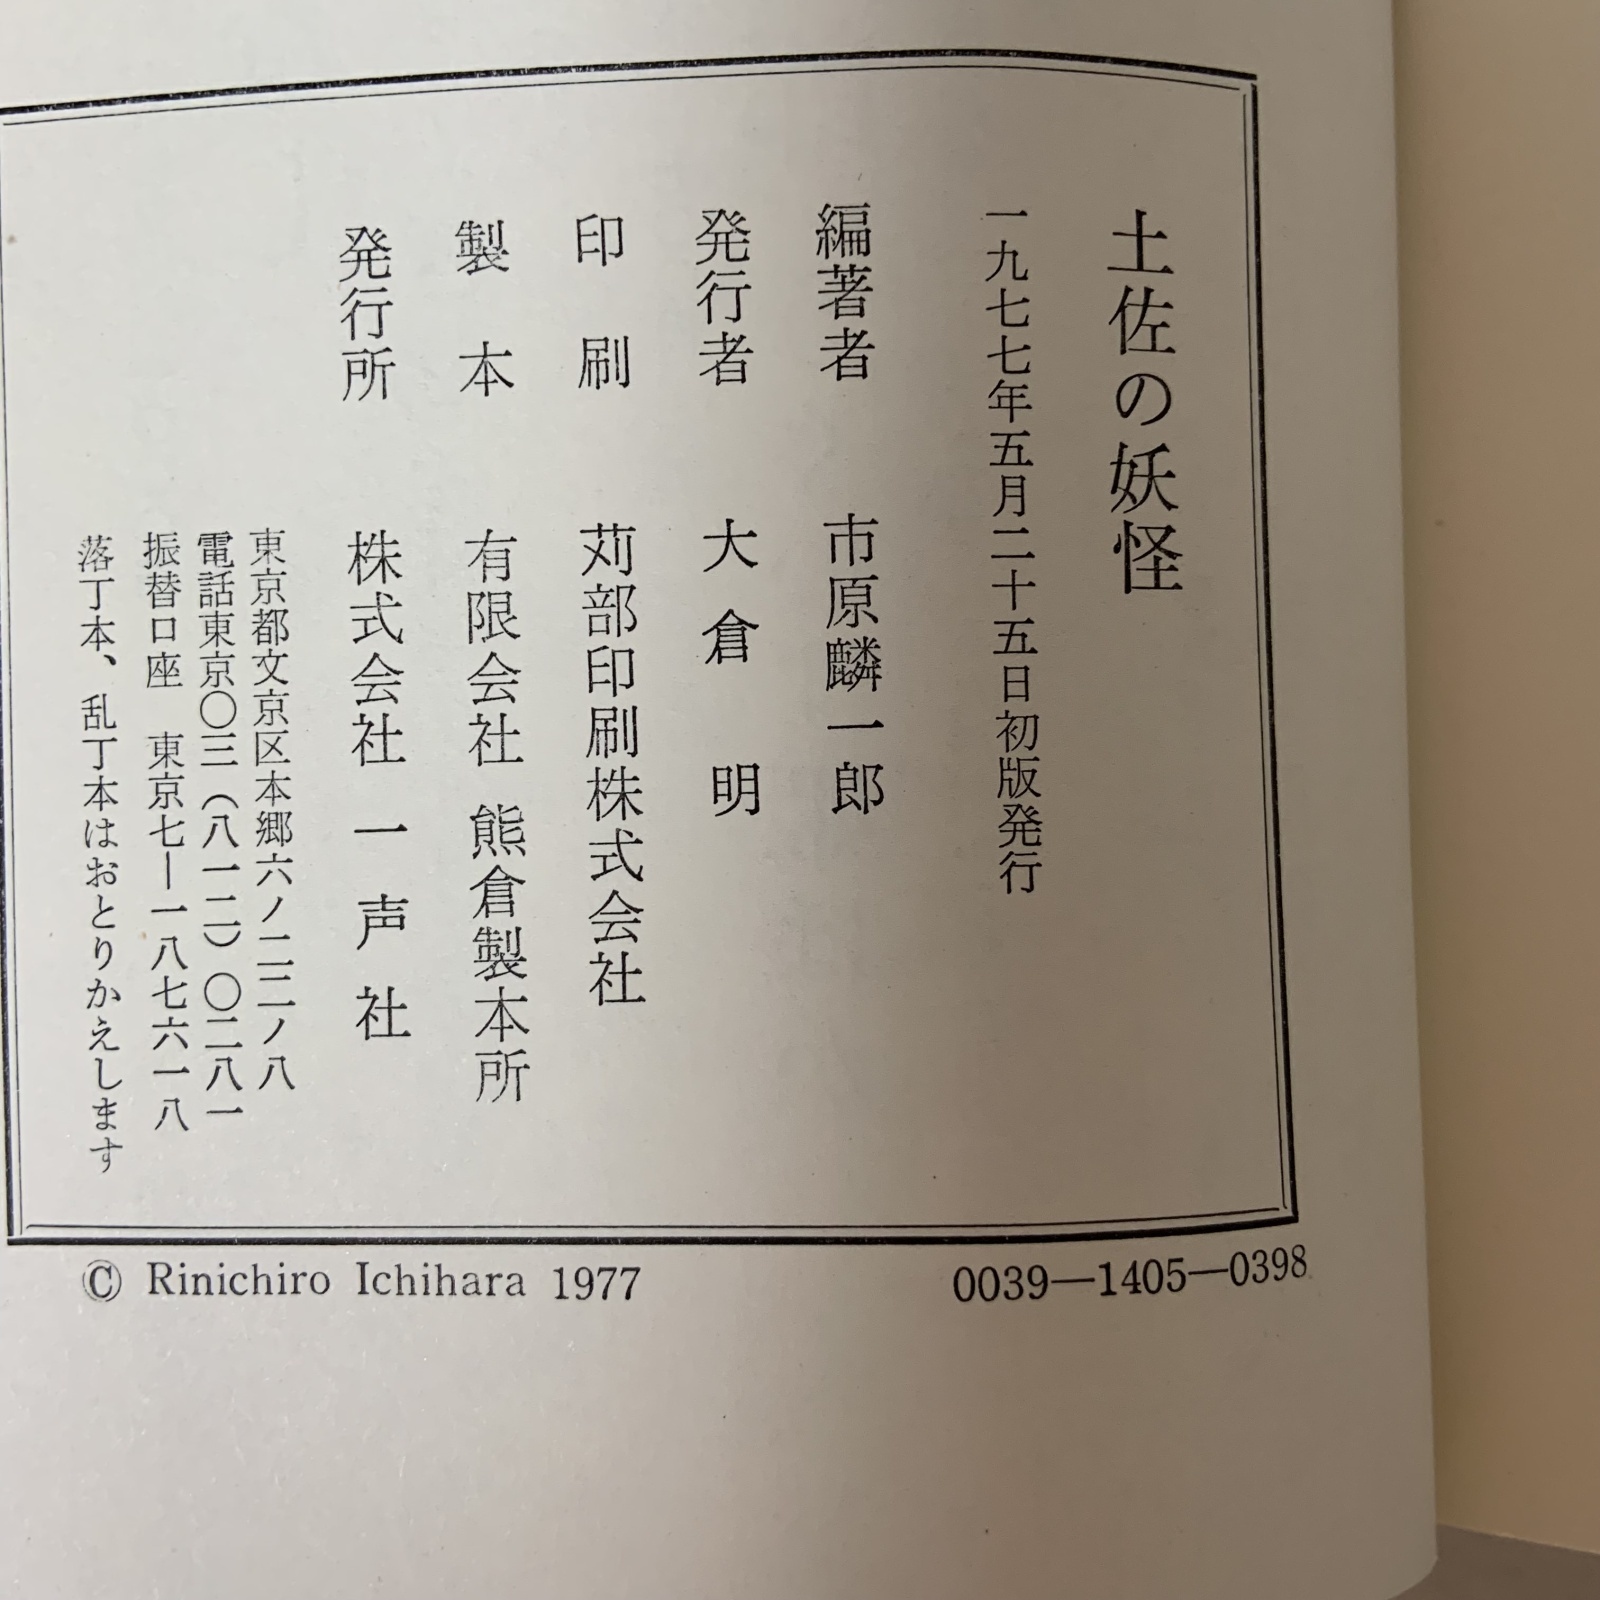 土佐の妖怪
一九七七年五月二十五日初版発行
編著者 市原麟一郎
発行者 大倉明
印刷 苅部印刷株式会社
製本 有限会社 熊倉製本所
発行所 株式会社 一声社
東京都文京区本郷六ノ二二ノ八
電話東京〇三(八一二)〇二八一
振替口座 東京七―一八七六一八
落丁本、乱丁本はおとりかえします
© Rinichiro Ichihara 1977
0039―1405―0398